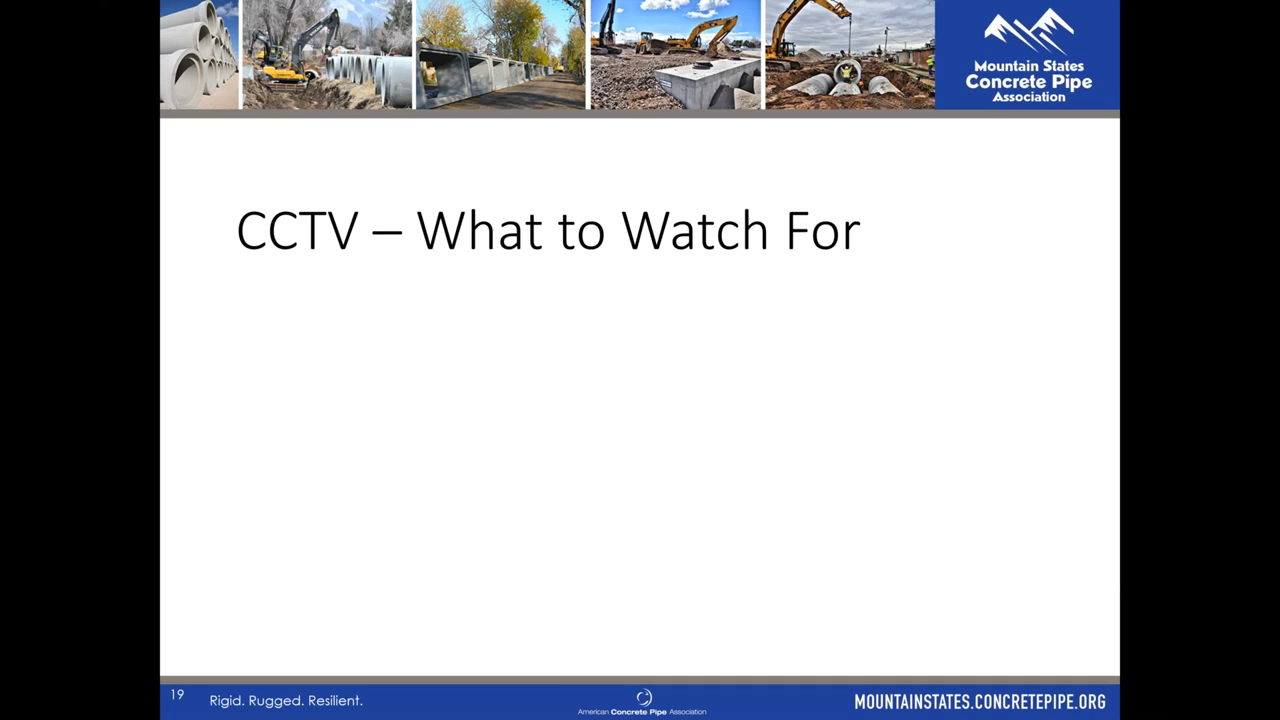 Mountain States
Concrete Pipe
Association
CCTV – What to Watch For
19
Rigid. Rugged. Resilient.
American Concrete Pipe Association
MOUNTAINSTATES.CONCRETEPIPE.ORG